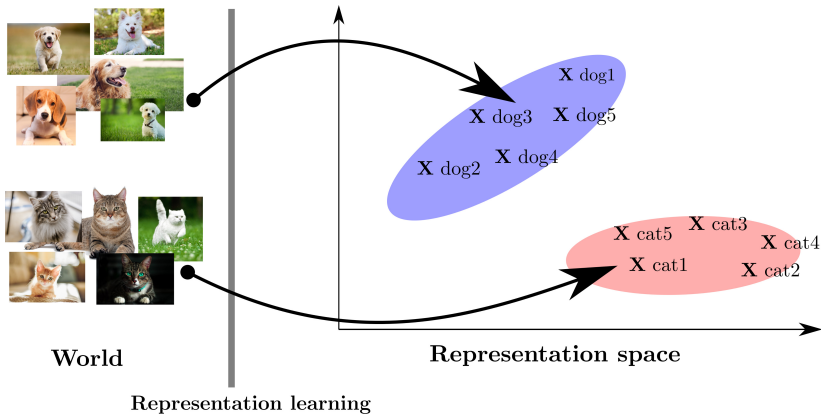 X dog1
X dog3
X dog5
X dog4
X dog2
X cat3
X cat5
X cat4
X cat1
X cat2
World
Representation space
Representation learning